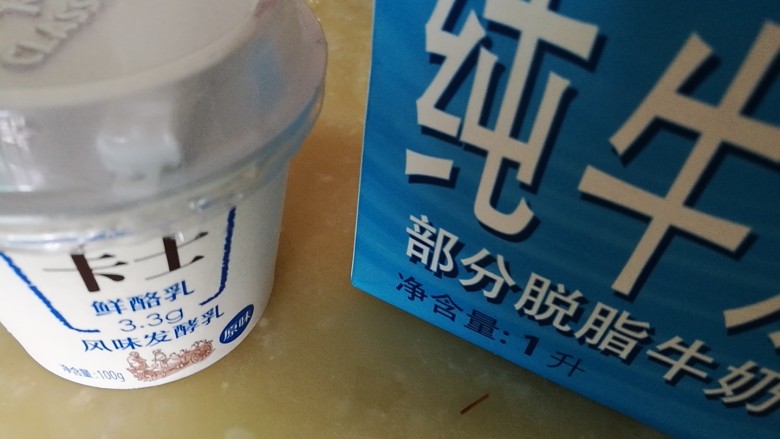 CLASS
卡士
鲜酪乳
3.3g
风味发酵乳
原味
净含量:100g
纯牛
部分脱脂牛奶
净含量:1升